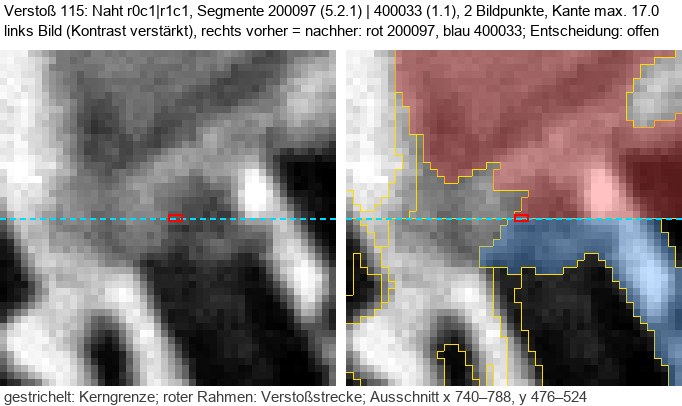 Verstoß 115: Naht r0c1|r1c1, Segmente 200097 (5.2.1) | 400033 (1.1), 2 Bildpunkte, Kante max. 17.0
links Bild (Kontrast verstärkt), rechts vorher = nachher: rot 200097, blau 400033; Entscheidung: offen
gestrichelt: Kerngrenze; roter Rahmen: Verstoßstrecke; Ausschnitt x 740–788, y 476–524